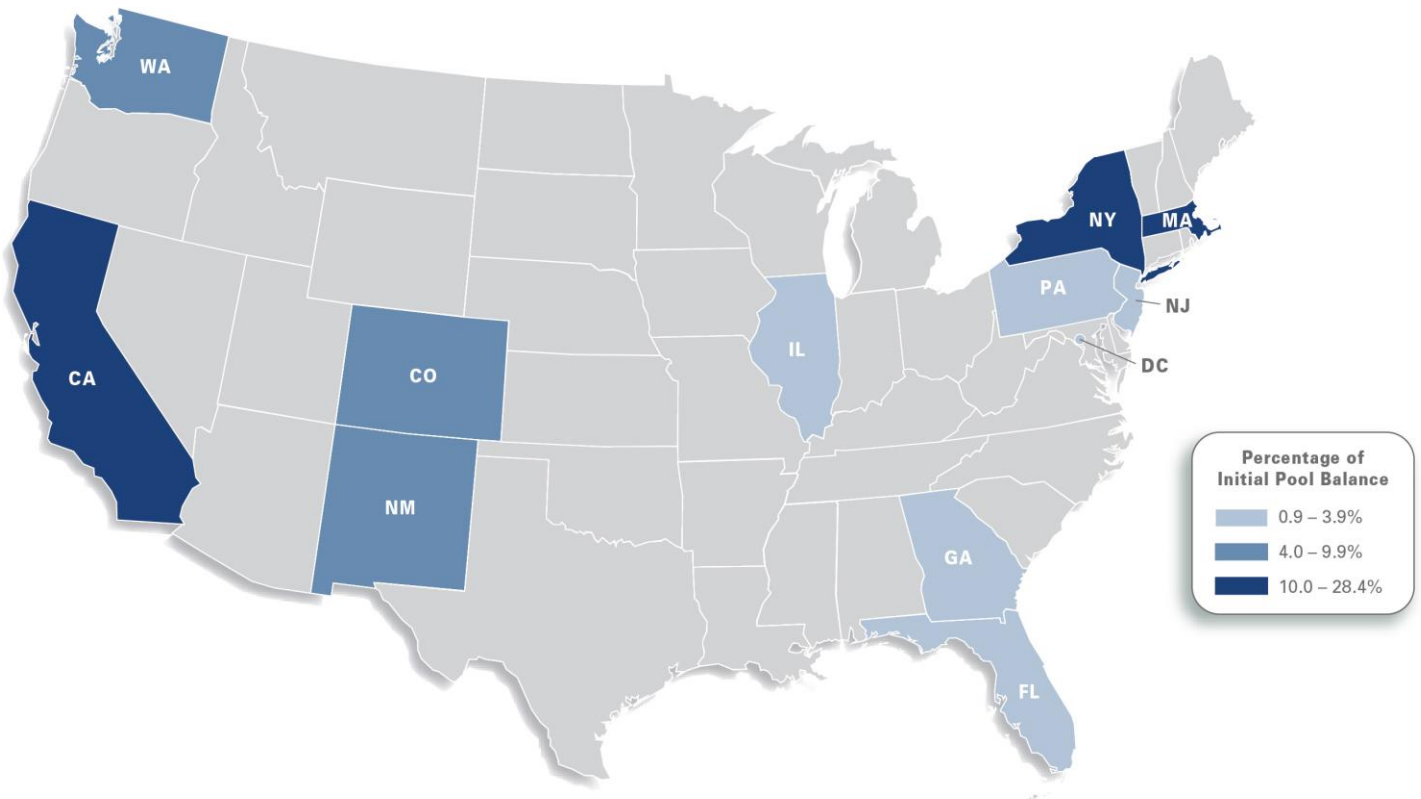 WA
NY
MA
PA
NJ
IL
DC
CO
CA
NM
GA
FL
Percentage of
Initial Pool Balance
0.9 – 3.9%
4.0 – 9.9%
10.0 – 28.4%